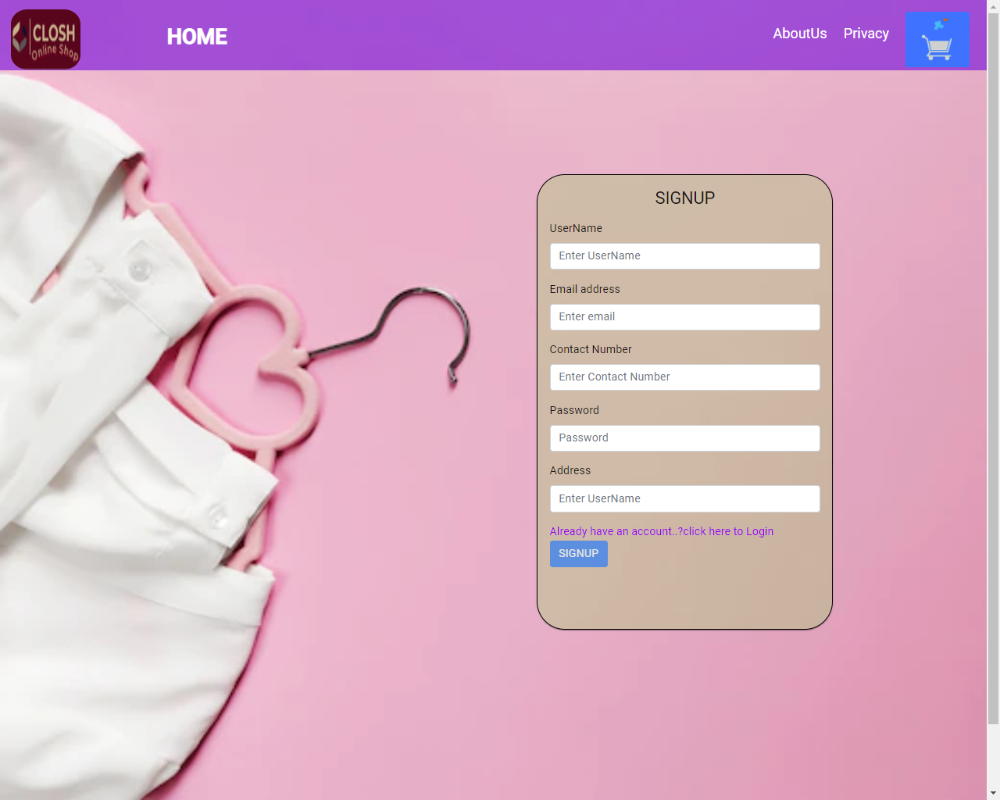 CLOSH
Online Shop
HOME
AboutUs
Privacy
SIGNUP
UserName
Enter UserName
Email address
Enter email
Contact Number
Enter Contact Number
Password
Password
Address
Enter UserName
Already have an account..?click here to Login
SIGNUP